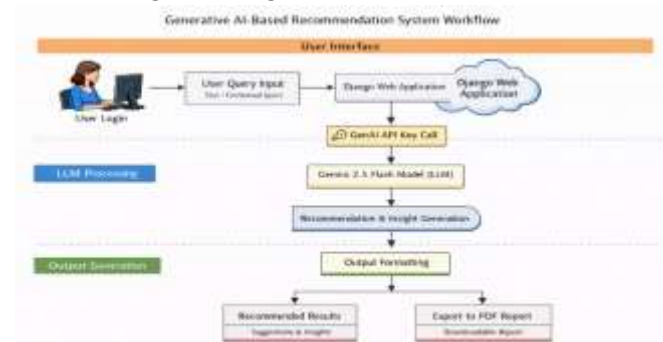 Generative AI-Based Recommendation System Workflow
User Interface
User Login
User Query Input
Django Web Application
Django Web
Application
GenAI API Key Call
LLM Processing
Gemini 2.5 Flash Model (LLM)
Recommendation & Insight Generation
Output Generation
Output Formatting
Recommended Results
Suggestions & Insights
Export to PDF Report
Downloadable Report